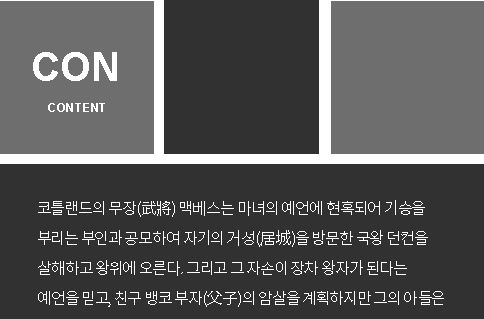 CON
CONTENT
코틀랜드의 무장(武將) 맥베스는 마녀의 예언에 현혹되어 기승을
부리는 부인과 공모하여 자기의 거성(居城)을 방문한 국왕 던컨을
살해하고 왕위에 오른다. 그리고 그 자손이 장차 왕자가 된다는
예언을 믿고, 친구 뱅코 부자(父子)의 암살을 계획하지만 그의 아들은